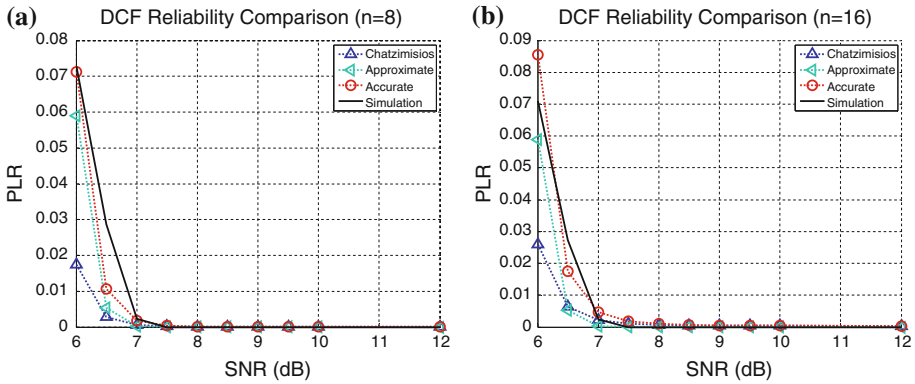 (a)
DCF Reliability Comparison (n=8)
0.08
0.07
0.06
0.05
0.04
0.03
0.02
0.01
0
PLR
Chatzimisios
Approximate
Accurate
Simulation
6 7 8 9 10 11 12
SNR (dB)
(b)
DCF Reliability Comparison (n=16)
0.09
0.08
0.07
0.06
0.05
0.04
0.03
0.02
0.01
0
PLR
Chatzimisios
Approximate
Accurate
Simulation
6 7 8 9 10 11 12
SNR (dB)